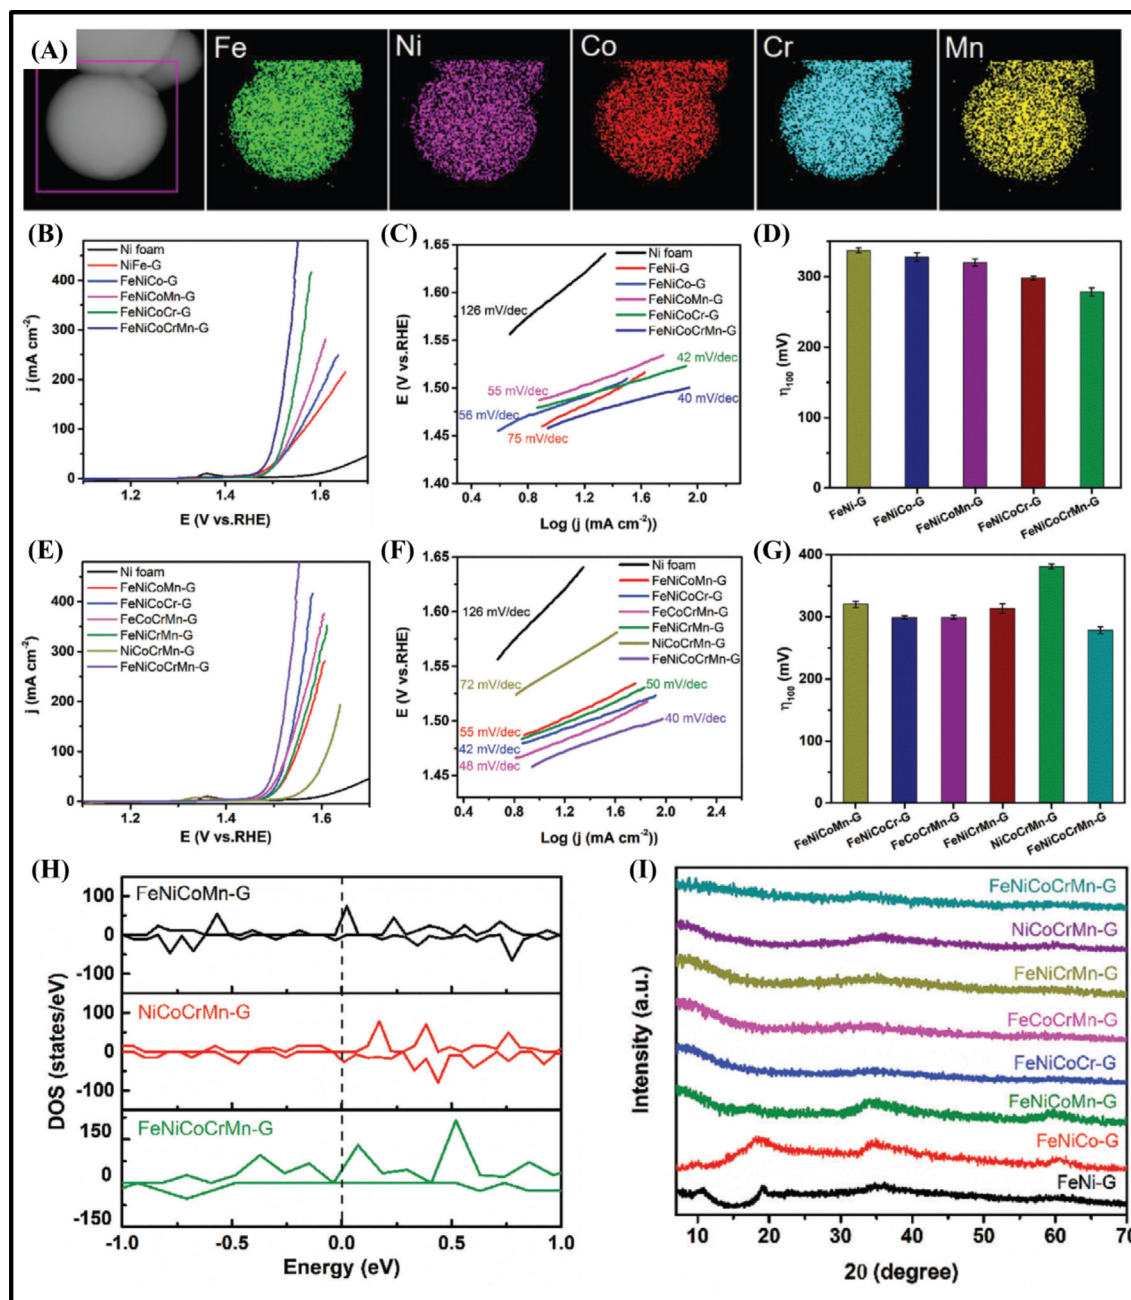 (A)
Fe
Ni
Co
Cr
Mn
(B)
j (mA cm⁻²)
400
300
200
100
0
Ni foam
NiFe-G
FeNiCo-G
FeNiCoMn-G
FeNiCoCr-G
FeNiCoCrMn-G
1.2
1.4
1.6
E (V vs.RHE)
(C)
E (V vs.RHE)
1.65
1.60
1.55
1.50
1.45
1.40
Ni foam
FeNi-G
FeNiCo-G
FeNiCoMn-G
FeNiCoCr-G
FeNiCoCrMn-G
126 mV/dec
42 mV/dec
55 mV/dec
40 mV/dec
56 mV/dec
75 mV/dec
0.4
0.8
1.2
1.6
2.0
Log (j (mA cm⁻²))
(D)
η₁₀₀ (mV)
300
200
100
0
FeNi-G
FeNiCo-G
FeNiCoMn-G
FeNiCoCr-G
FeNiCoCrMn-G
(E)
j (mA cm⁻²)
400
300
200
100
0
Ni foam
FeNiCoMn-G
FeNiCoCr-G
FeCoCrMn-G
FeNiCrMn-G
NiCoCrMn-G
FeNiCoCrMn-G
1.2
1.4
1.6
E (V vs.RHE)
(F)
E (V vs.RHE)
1.65
1.60
1.55
1.50
1.45
Ni foam
FeNiCoMn-G
FeNiCoCr-G
FeCoCrMn-G
FeNiCrMn-G
NiCoCrMn-G
FeNiCoCrMn-G
126 mV/dec
72 mV/dec
50 mV/dec
55 mV/dec
40 mV/dec
42 mV/dec
48 mV/dec
0.4
0.8
1.2
1.6
2.0
2.4
Log (j (mA cm⁻²))
(G)
η₁₀₀ (mV)
400
300
200
100
0
FeNiCoMn-G
FeNiCoCr-G
FeCoCrMn-G
FeNiCrMn-G
NiCoCrMn-G
FeNiCoCrMn-G
(H)
DOS (states/eV)
100
0
-100
FeNiCoMn-G
100
0
-100
NiCoCrMn-G
150
0
-150
FeNiCoCrMn-G
-1.0
-0.5
0.0
0.5
1.0
Energy (eV)
(I)
Intensity (a.u.)
FeNiCoCrMn-G
NiCoCrMn-G
FeNiCrMn-G
FeCoCrMn-G
FeNiCoCr-G
FeNiCoMn-G
FeNiCo-G
FeNi-G
10
20
30
40
50
60
70
2θ (degree)